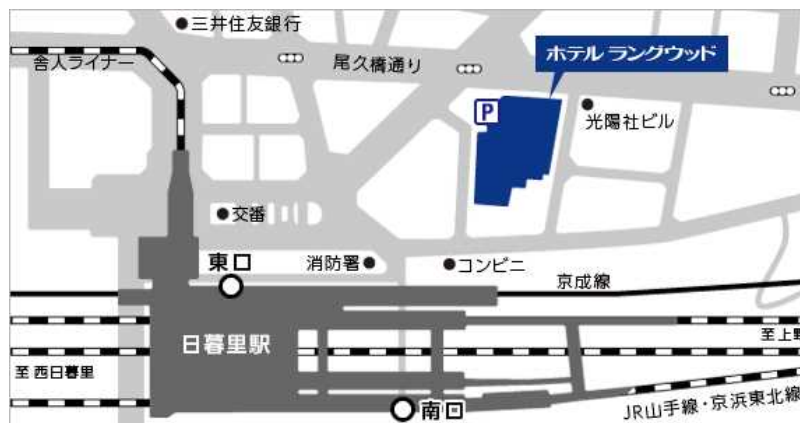 三井住友銀行
舎人ライナー
尾久橋通り
ホテル ラングウッド
P
光陽社ビル
交番
東口
消防署
コンビニ
京成線
日暮里駅
至上野
至 西日暮里
南口
JR山手線・京浜東北線